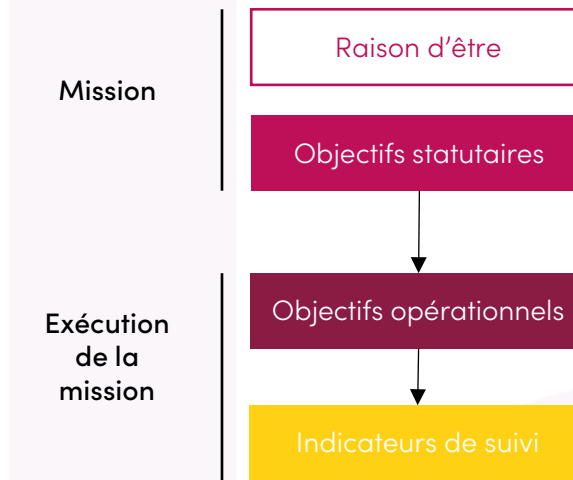 Raison d'être
Mission
Objectifs statutaires
Objectifs opérationnels
Exécution
de la
mission
Indicateurs de suivi